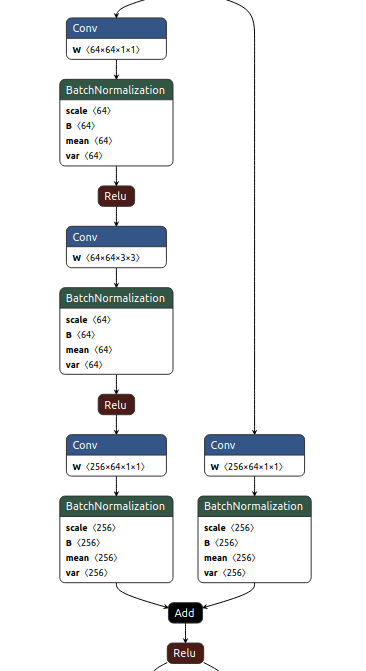 Conv
W ⟨64×64×1×1⟩
BatchNormalization
scale ⟨64⟩
B ⟨64⟩
mean ⟨64⟩
var ⟨64⟩
Relu
Conv
W ⟨64×64×3×3⟩
BatchNormalization
scale ⟨64⟩
B ⟨64⟩
mean ⟨64⟩
var ⟨64⟩
Relu
Conv
W ⟨256×64×1×1⟩
BatchNormalization
scale ⟨256⟩
B ⟨256⟩
mean ⟨256⟩
var ⟨256⟩
Conv
W ⟨256×64×1×1⟩
BatchNormalization
scale ⟨256⟩
B ⟨256⟩
mean ⟨256⟩
var ⟨256⟩
Add
Relu